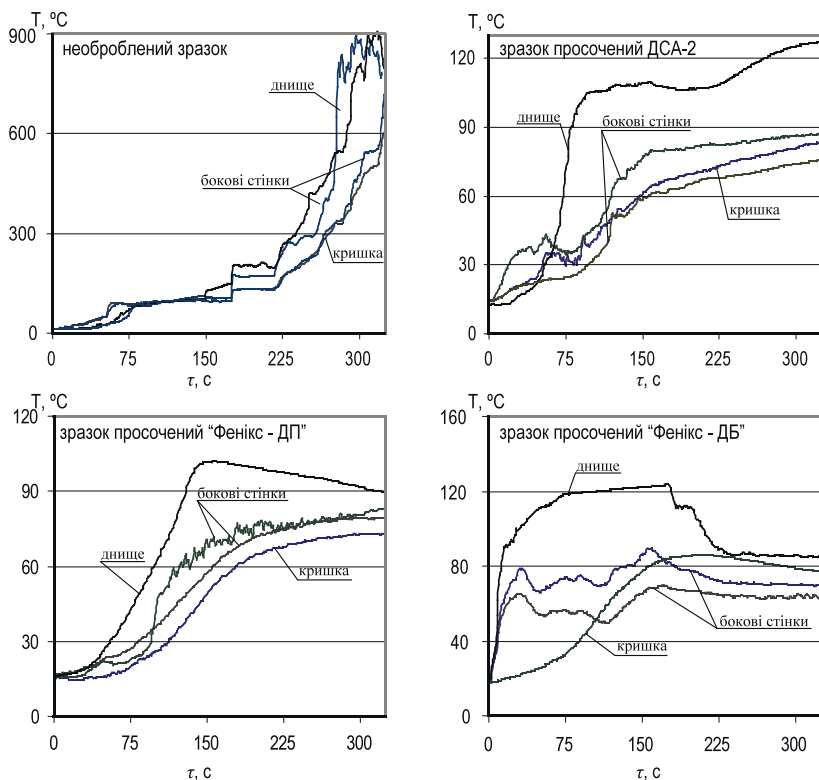 T, ºC
необроблений зразок
900
600
300
0
днище
бокові стінки
кришка
0 75 150 225 300
τ, с
T, ºC
зразок просочений ДСА-2
120
90
60
30
0
днище
бокові стінки
кришка
0 75 150 225 300
τ, с
T, ºC
зразок просочений “Фенікс - ДП”
120
90
60
30
0
днище
бокові стінки
кришка
0 75 150 225 300
τ, с
T, ºC
зразок просочений “Фенікс - ДБ”
160
120
80
40
0
днище
бокові стінки
кришка
0 75 150 225 300
τ, с